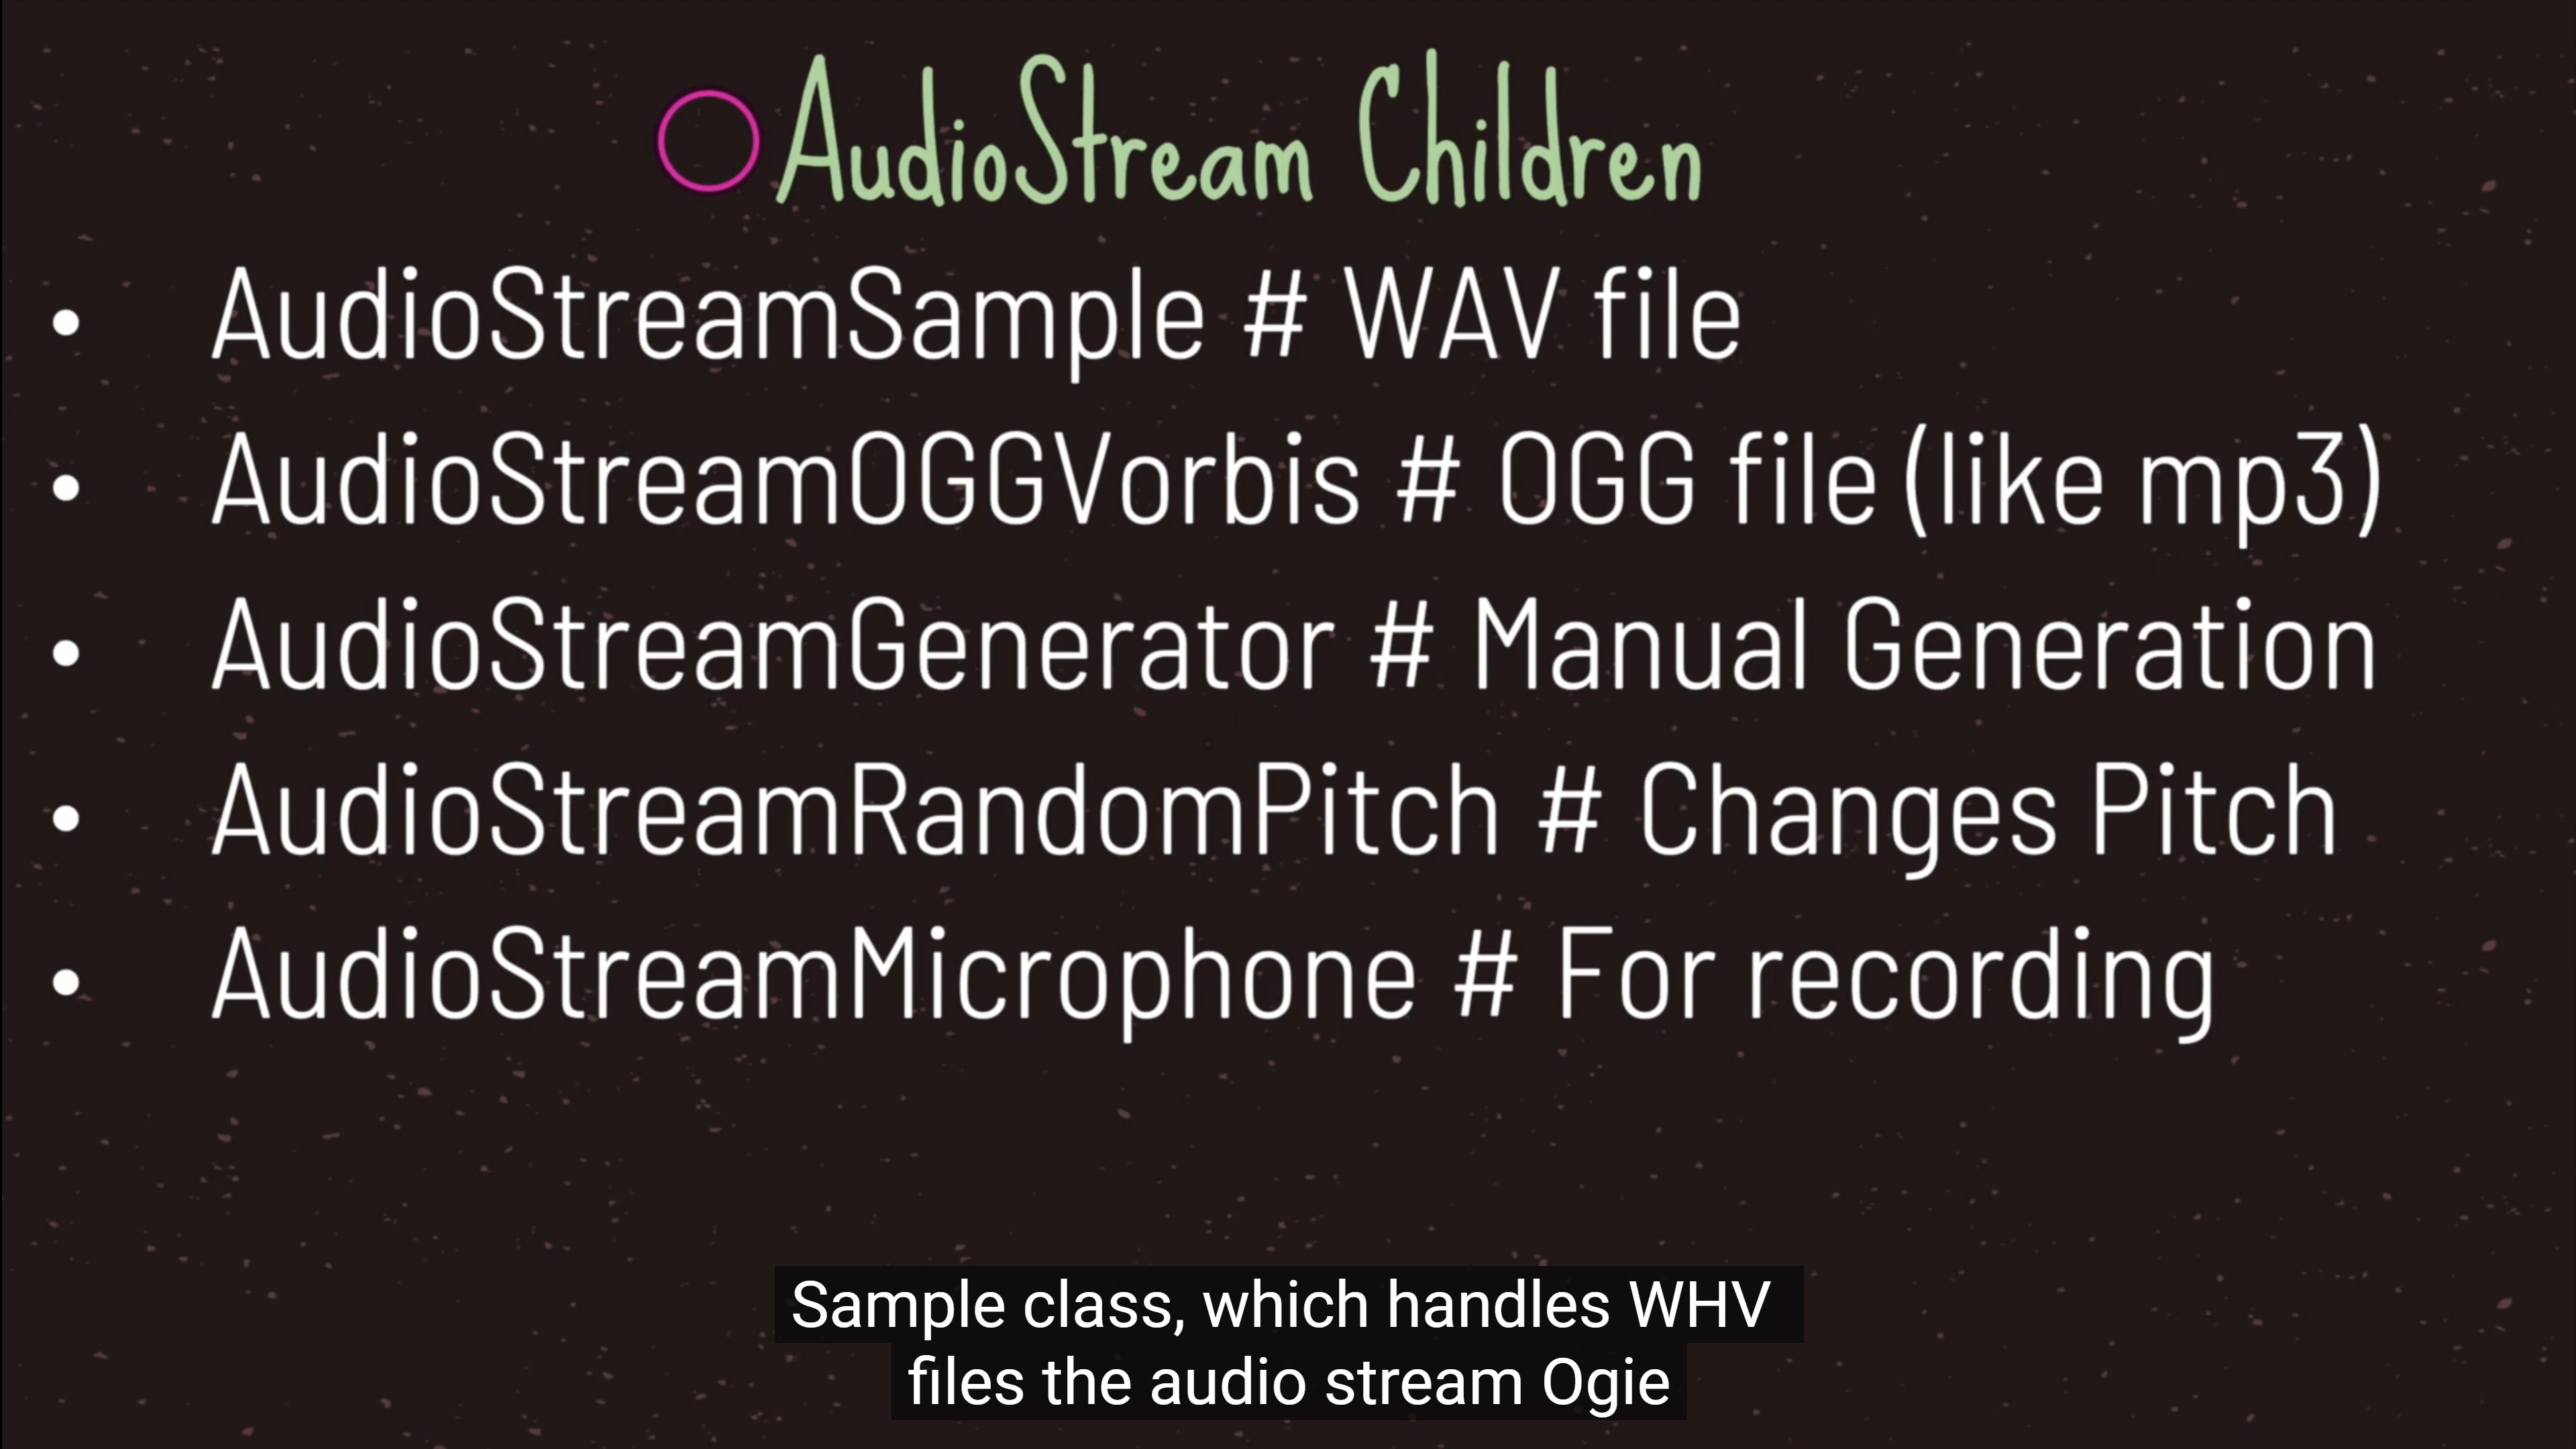 AudioStream Children
• AudioStreamSample # WAV file
• AudioStreamOGGVorbis # OGG file (like mp3)
• AudioStreamGenerator # Manual Generation
• AudioStreamRandomPitch # Changes Pitch
• AudioStreamMicrophone # For recording
Sample class, which handles WHV
files the audio stream Ogie